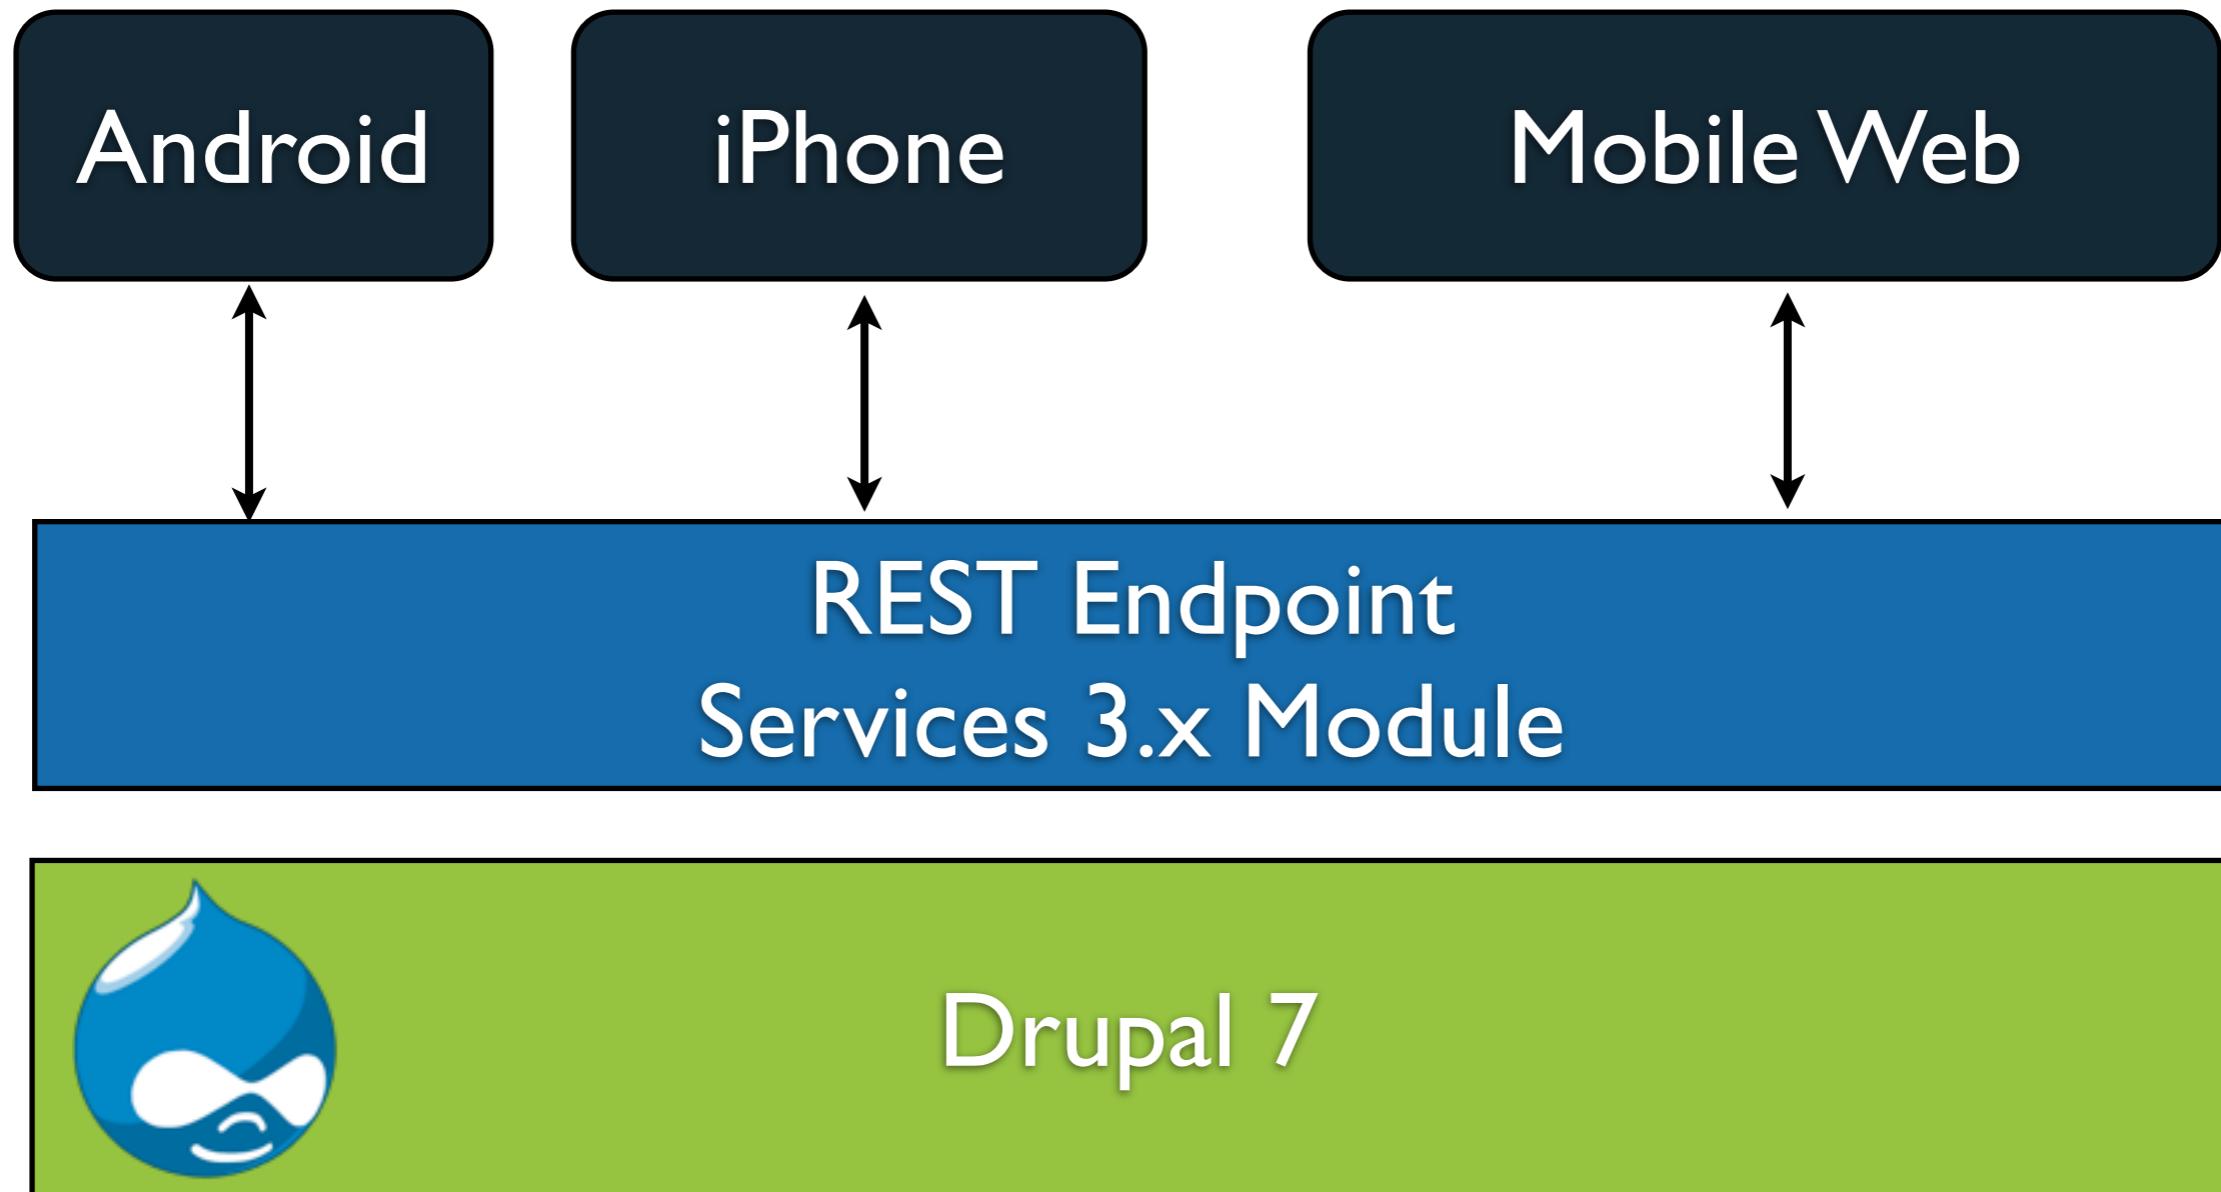 Android
iPhone
Mobile Web
REST Endpoint
Services 3.x Module
Drupal 7